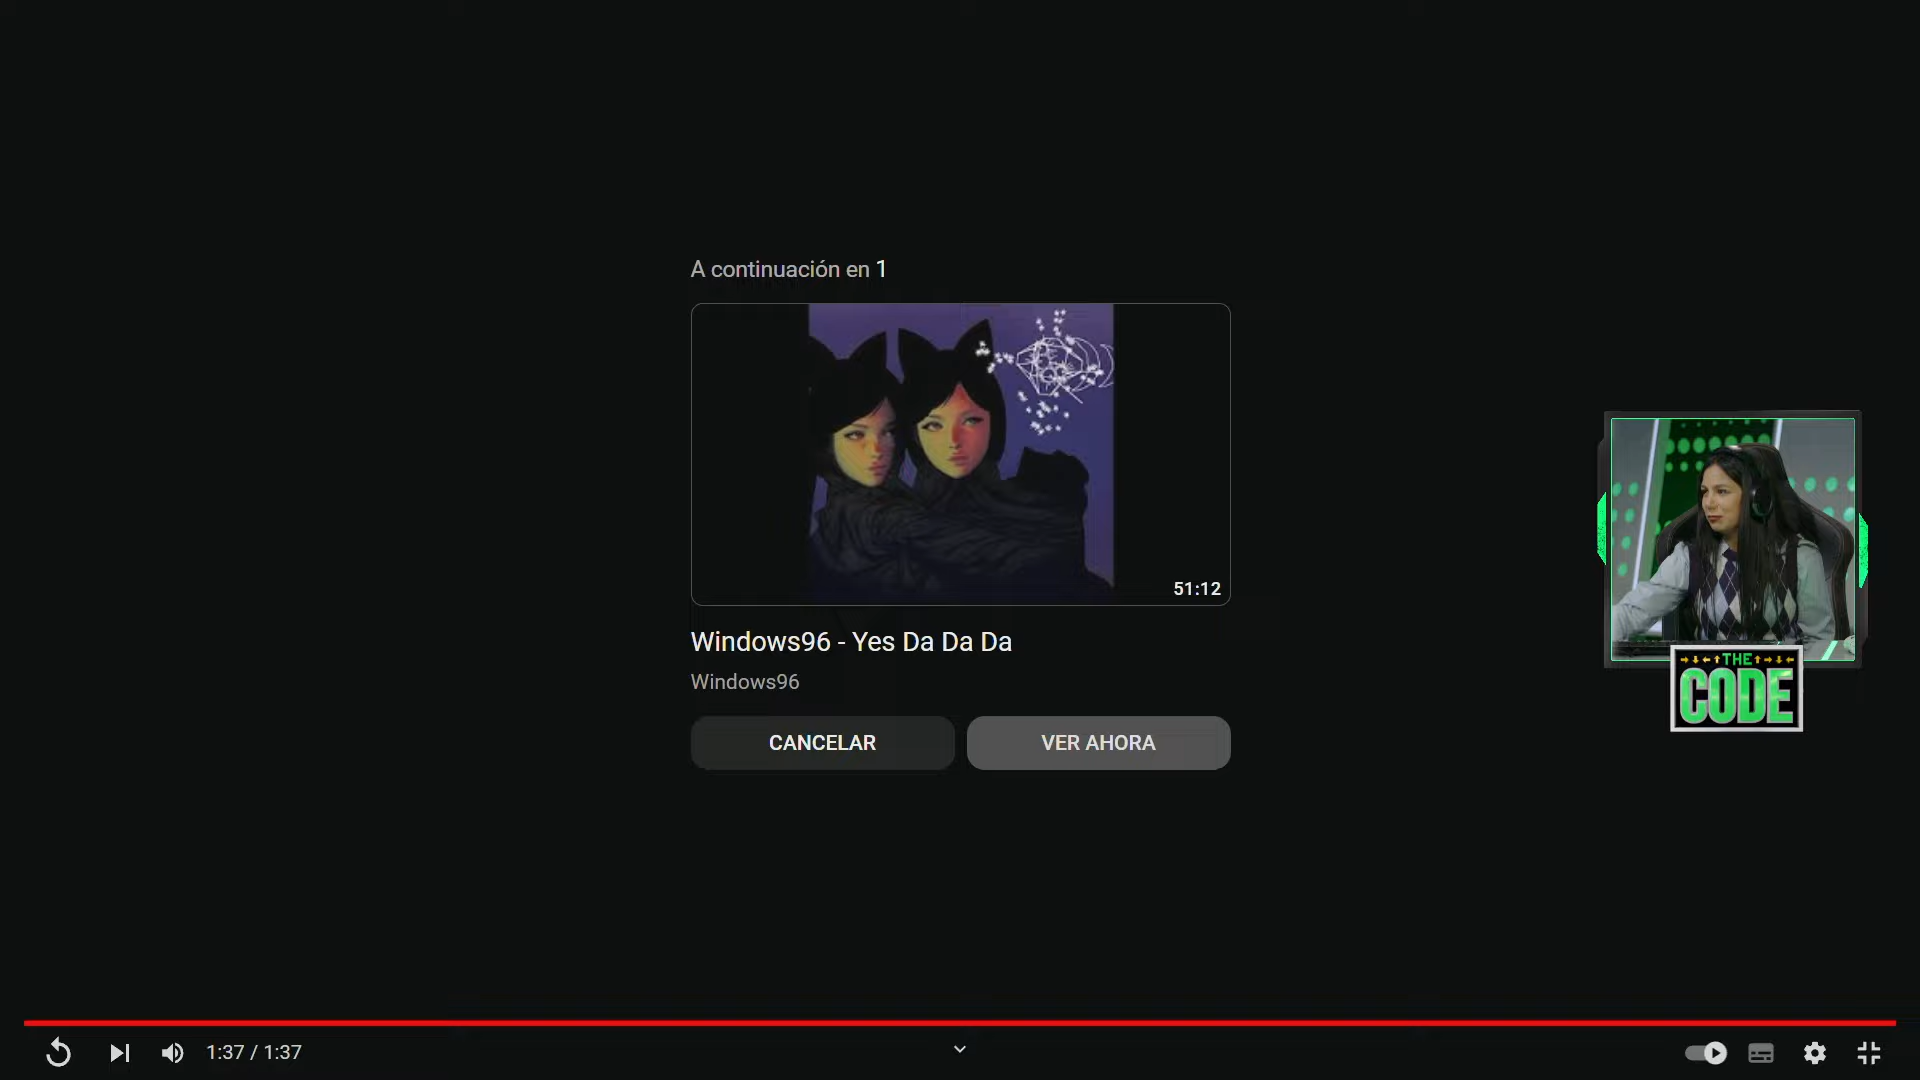 A continuación en 1
51:12
Windows96 - Yes Da Da Da
Windows96
CANCELAR
VER AHORA
THE
CODE
1:37 / 1:37